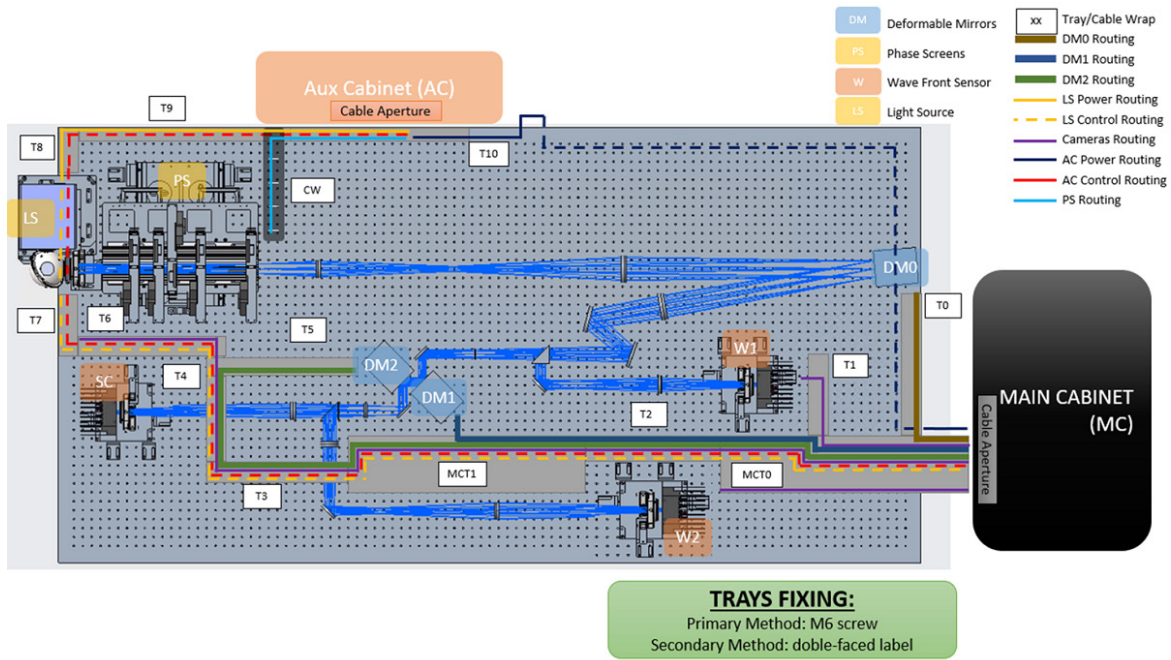 DM
Deformable Mirrors
PS
Phase Screens
W
Wave Front Sensor
LS
Light Source
xx
Tray/Cable Wrap
DM0 Routing
DM1 Routing
DM2 Routing
LS Power Routing
LS Control Routing
Cameras Routing
AC Power Routing
AC Control Routing
PS Routing
Aux Cabinet (AC)
Cable Aperture
T9
T8
T10
PS
CW
LS
DM0
T7
T6
T5
T0
W1
DM2
T1
SC
T4
DM1
T2
MAIN CABINET
(MC)
Cable Aperture
MCT1
MCT0
T3
W2
TRAYS FIXING:
Primary Method: M6 screw
Secondary Method: doble-faced label